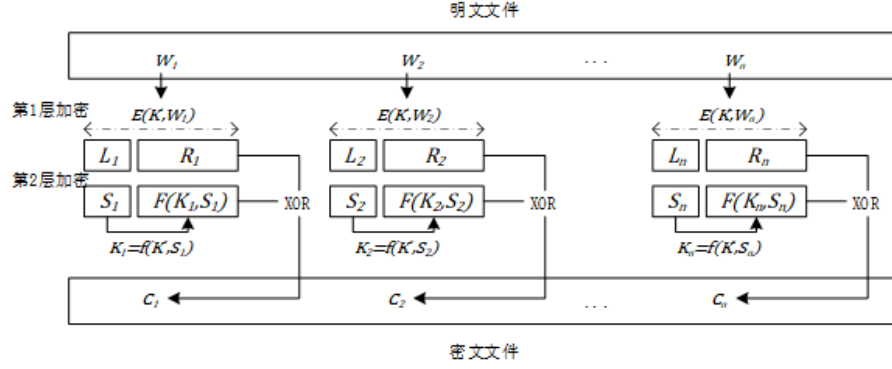 明文文件
W₁ W₂ ... Wₙ
第1层加密 E(K,W₁) E(K,W₂) E(K,Wₙ)
L₁ R₁ L₂ R₂ Lₙ Rₙ
第2层加密
S₁ F(K₁,S₁) XOR S₂ F(K₂,S₂) XOR Sₙ F(Kₙ,Sₙ) XOR
K₁=f(K,S₁) K₂=f(K,S₂) Kₙ=f(K,Sₙ)
C₁ C₂ ... Cₙ
密文文件